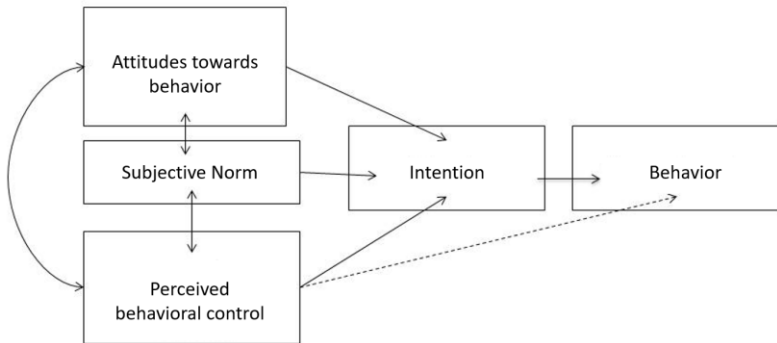 Attitudes towards
behavior
Subjective Norm
Intention
Behavior
Perceived
behavioral control